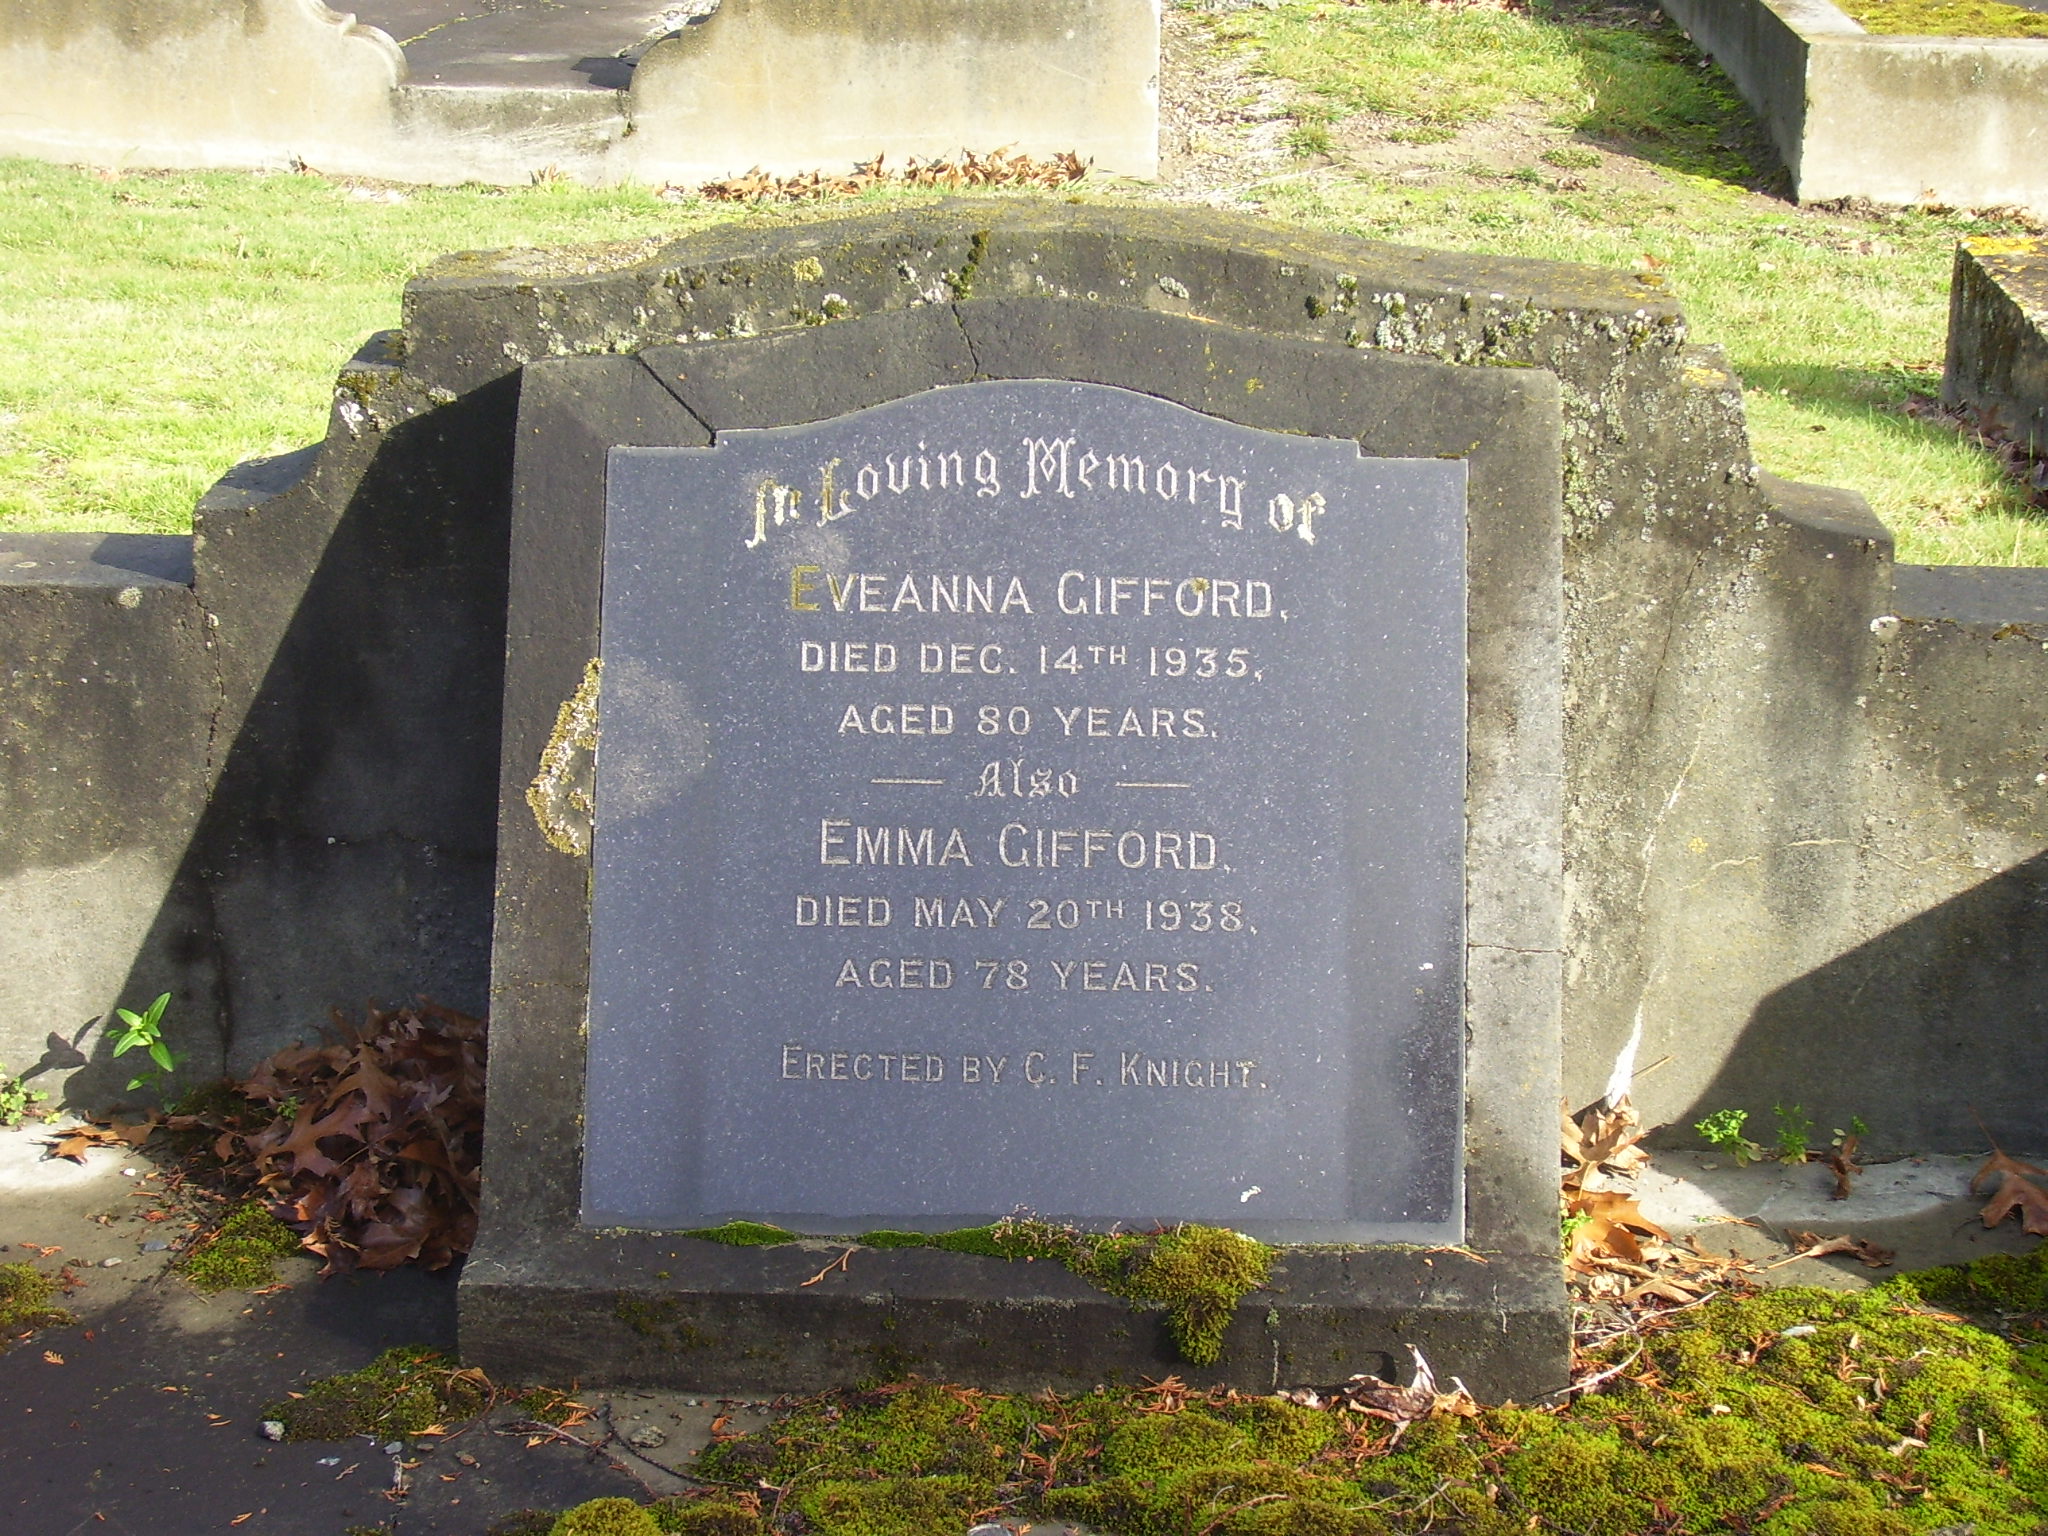 In Loving Memory of
EVEANNA GIFFORD,
DIED DEC. 14TH 1935,
AGED 80 YEARS.
— Also —
EMMA GIFFORD,
DIED MAY 20TH 1938,
AGED 78 YEARS.
ERECTED BY C. F. KNIGHT.